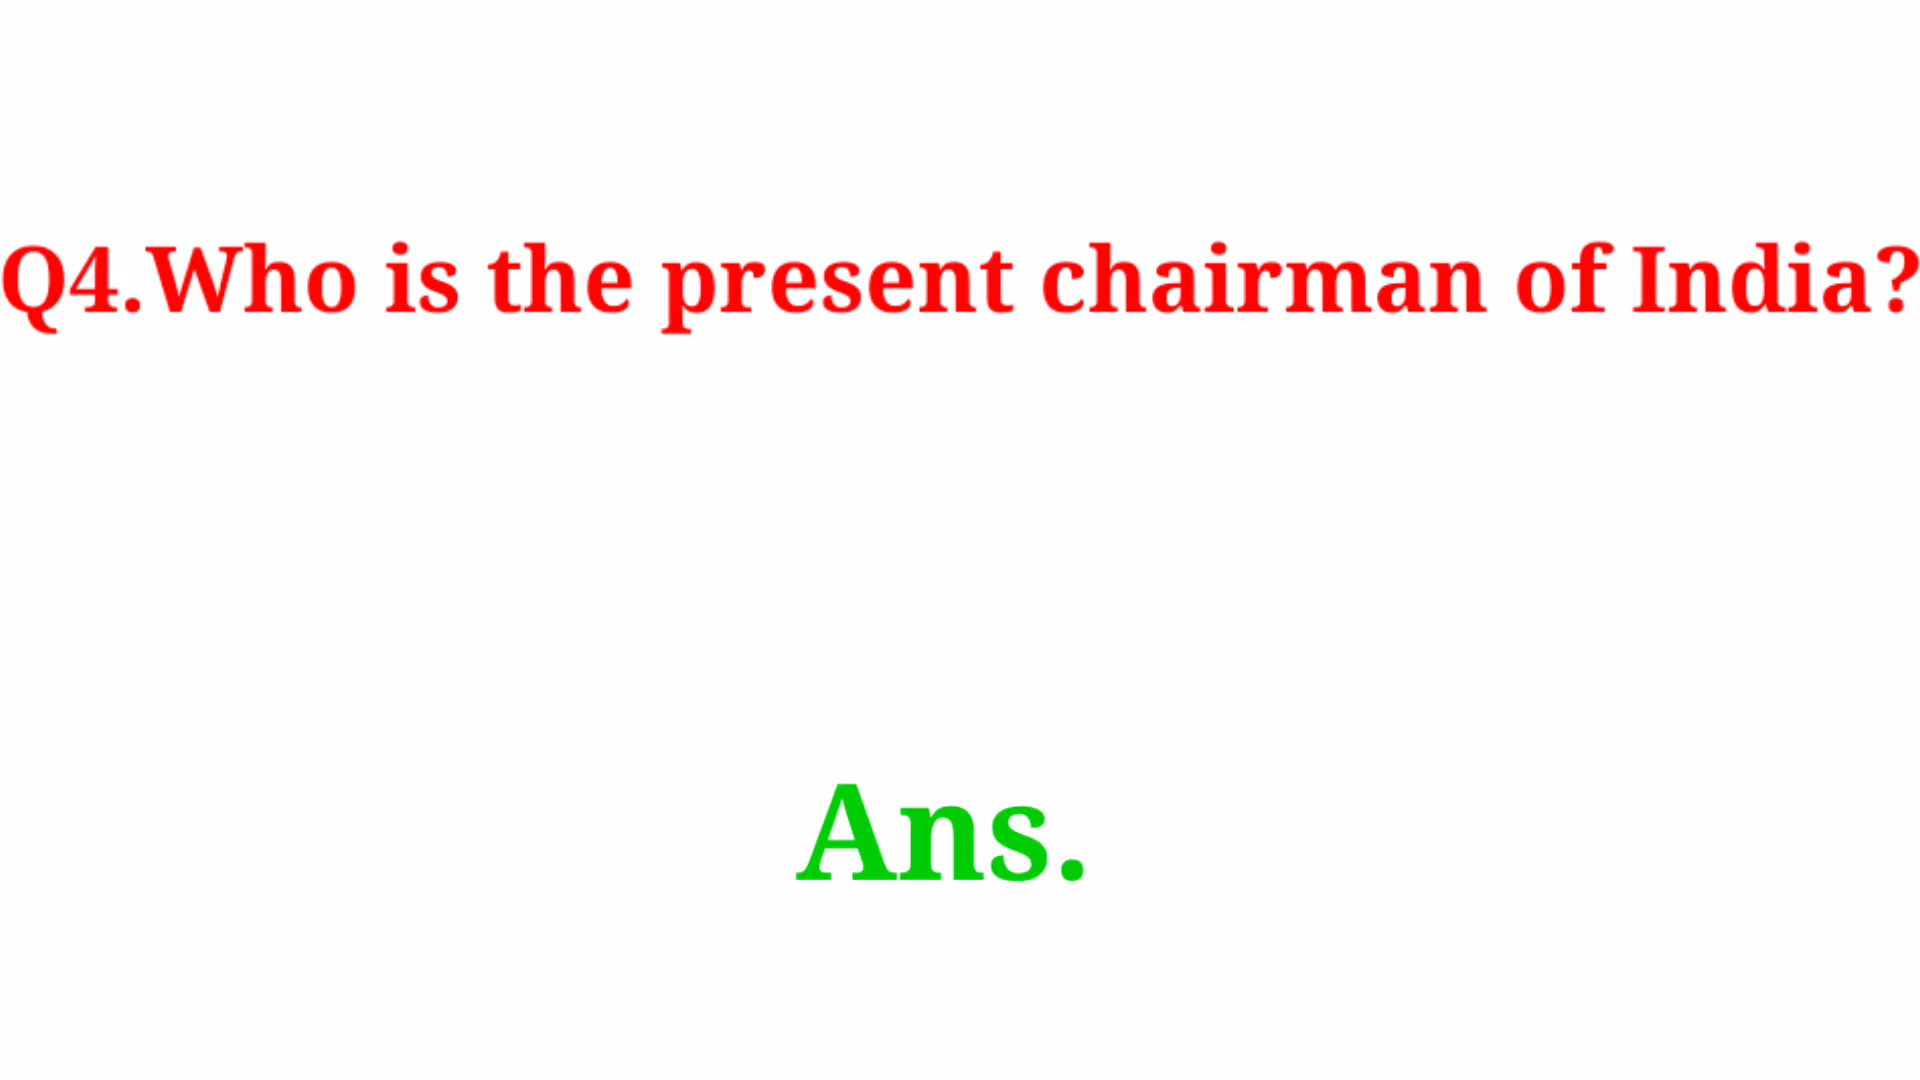 Q4.Who is the present chairman of India?
Ans.